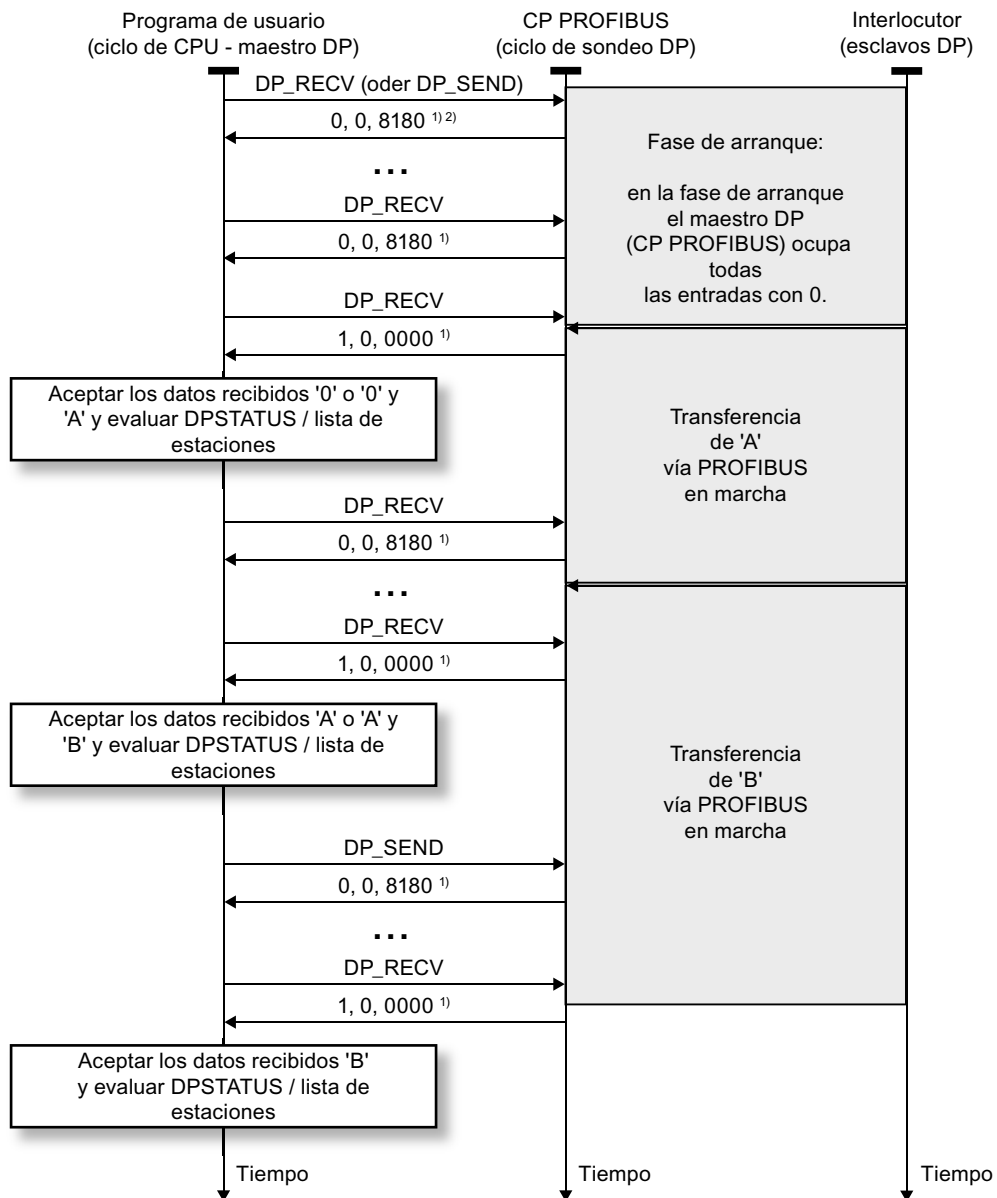 Programa de usuario
(ciclo de CPU - maestro DP)
CP PROFIBUS
(ciclo de sondeo DP)
Interlocutor
(esclavos DP)
DP_RECV (oder DP_SEND)
0, 0, 8180 1) 2)
...
DP_RECV
0, 0, 8180 1)
DP_RECV
1, 0, 0000 1)
Fase de arranque:
en la fase de arranque
el maestro DP
(CP PROFIBUS) ocupa
todas
las entradas con 0.
Aceptar los datos recibidos '0' o '0' y
'A' y evaluar DPSTATUS / lista de
estaciones
Transferencia
de 'A'
vía PROFIBUS
en marcha
DP_RECV
0, 0, 8180 1)
...
DP_RECV
1, 0, 0000 1)
Aceptar los datos recibidos 'A' o 'A' y
'B' y evaluar DPSTATUS / lista de
estaciones
Transferencia
de 'B'
vía PROFIBUS
en marcha
DP_SEND
0, 0, 8180 1)
...
DP_RECV
1, 0, 0000 1)
Aceptar los datos recibidos 'B'
y evaluar DPSTATUS / lista de
estaciones
Tiempo
Tiempo
Tiempo